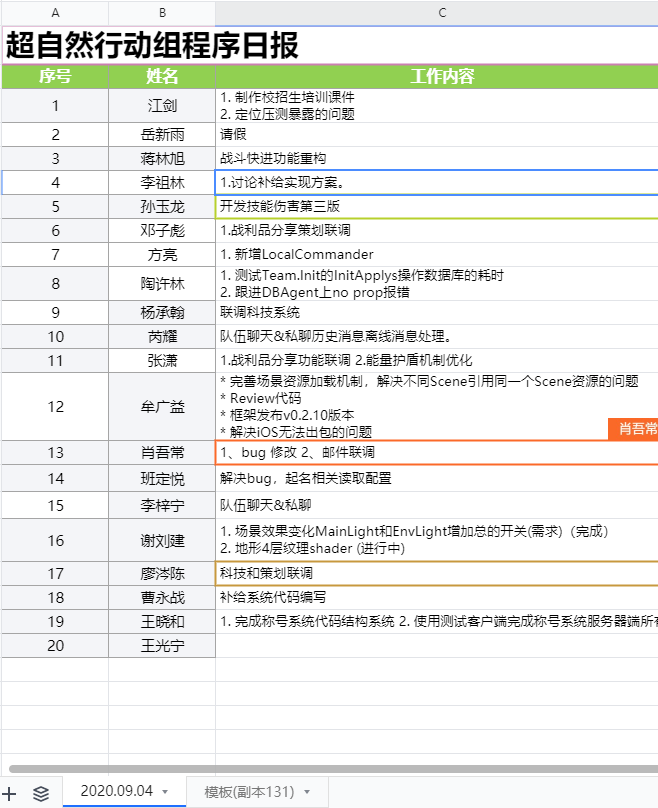 A B C
超自然行动组程序日报
序号 姓名 工作内容
1 江剑 1. 制作校招生培训课件
2. 定位压测暴露的问题
2 岳新雨 请假
3 蒋林旭 战斗快进功能重构
4 李祖林 1.讨论补给实现方案。
5 孙玉龙 开发技能伤害第三版
6 邓子彪 1.战利品分享策划联调
7 方亮 1. 新增LocalCommander
8 陶许林 1. 测试Team.Init的InitApplys操作数据库的耗时
2. 跟进DBAgent上no prop报错
9 杨承翰 联调科技系统
10 芮耀 队伍聊天&私聊历史消息离线消息处理。
11 张潇 1.战利品分享功能联调 2.能量护盾机制优化
12 牟广益 * 完善场景资源加载机制，解决不同Scene引用同一个Scene资源的问题
* Review代码
* 框架发布v0.2.10版本
* 解决iOS无法出包的问题
肖吾常
13 肖吾常 1、bug 修改 2、邮件联调
14 班定悦 解决bug，起名相关读取配置
15 李梓宁 队伍聊天&私聊
16 谢刘建 1. 场景效果变化MainLight和EnvLight增加总的开关(需求)（完成）
2. 地形4层纹理shader (进行中)
17 廖涔陈 科技和策划联调
18 曹永战 补给系统代码编写
19 王晓和 1. 完成称号系统代码结构系统 2. 使用测试客户端完成称号系统服务器端所有
20 王光宁
2020.09.04 模板(副本131)